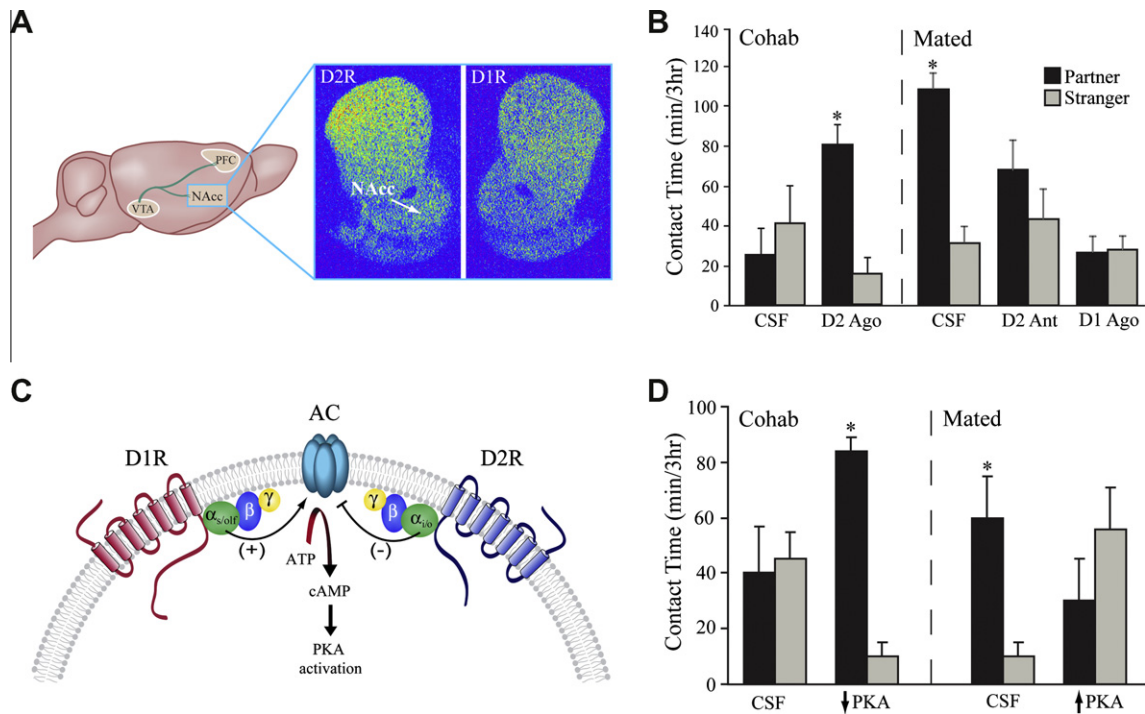 A
D2R
D1R
PFC
NAcc
VTA
NAcc
B
Cohab
Mated
Partner
Stranger
Contact Time (min/3hr)
140
120
100
80
60
40
20
0
*
*
CSF
D2 Ago
CSF
D2 Ant
D1 Ago
C
AC
D1R
D2R
αs/olf
β
γ
γ
β
αi/o
(+)
(-)
ATP
cAMP
PKA
activation
D
Cohab
Mated
Contact Time (min/3hr)
100
80
60
40
20
0
*
*
CSF
↓PKA
CSF
↑PKA